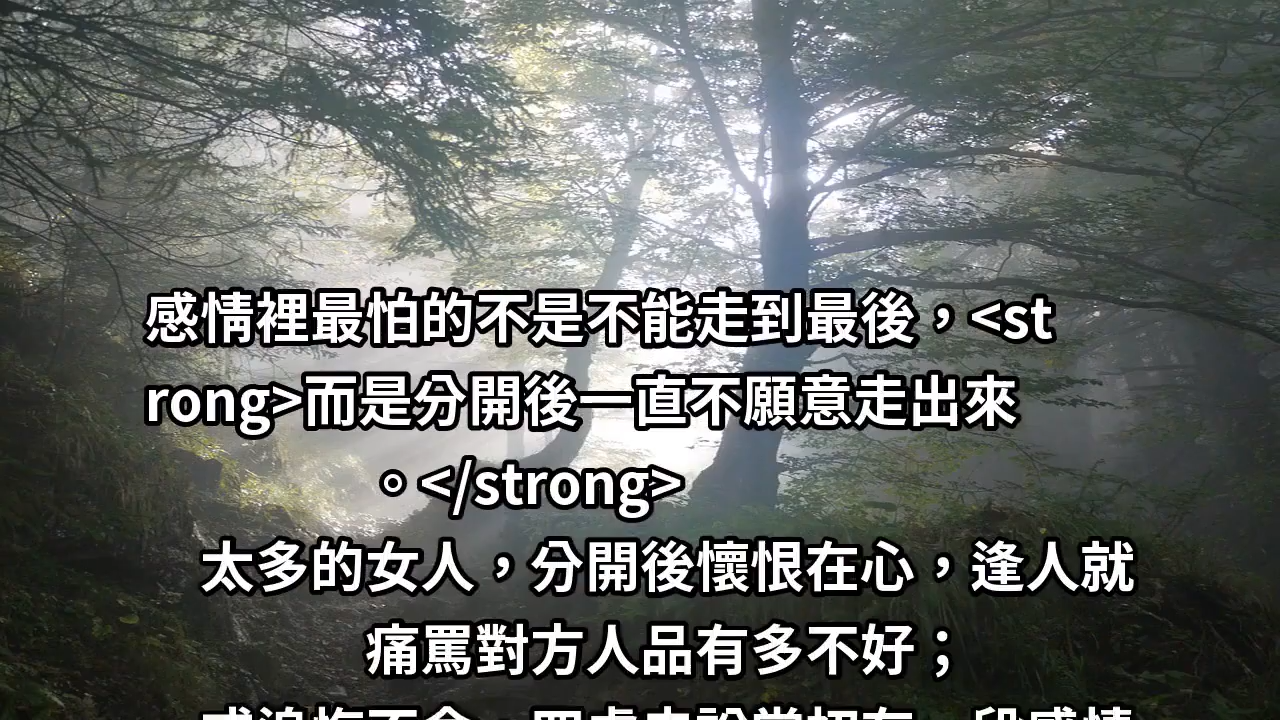 感情裡最怕的不是不能走到最後，<st
rong>而是分開後一直不願意走出來
。</strong>
太多的女人，分開後懷恨在心，逢人就
痛罵對方人品有多不好；